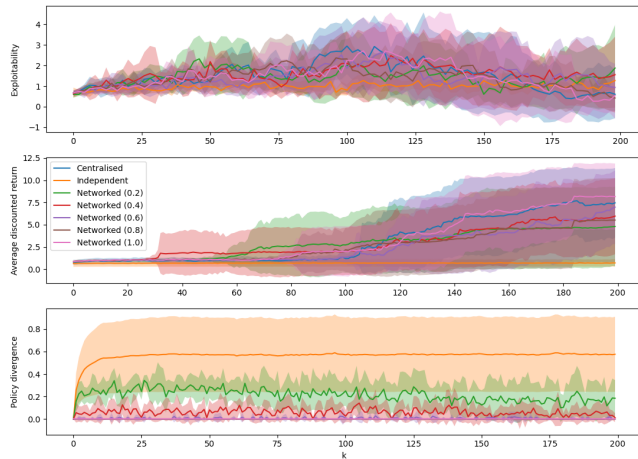 Exploitability
4
3
2
1
0
−1
0 25 50 75 100 125 150 175 200
Average discounted return
12.5
10.0
7.5
5.0
2.5
0.0
Centralised
Independent
Networked (0.2)
Networked (0.4)
Networked (0.6)
Networked (0.8)
Networked (1.0)
0 20 40 60 80 100 120 140 160 180 200
Policy divergence
0.8
0.6
0.4
0.2
0.0
0 25 50 75 100 125 150 175 200
k